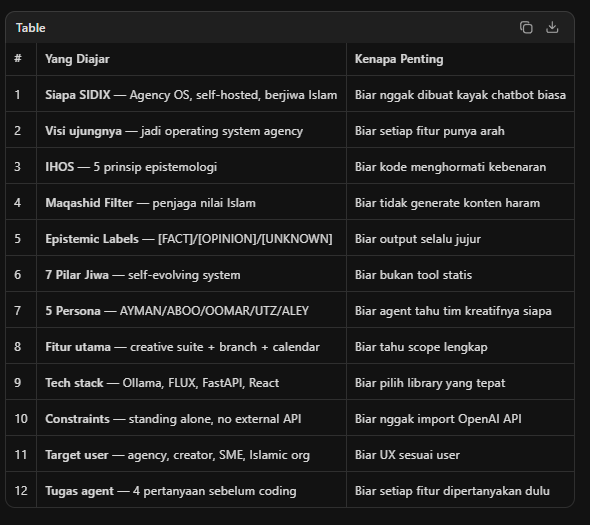 Table
# Yang Diajar Kenapa Penting
1 Siapa SIDIX — Agency OS, self-hosted, berjiwa Islam Biar nggak dibuat kayak chatbot biasa
2 Visi ujungnya — jadi operating system agency Biar setiap fitur punya arah
3 IHOS — 5 prinsip epistemologi Biar kode menghormati kebenaran
4 Maqashid Filter — penjaga nilai Islam Biar tidak generate konten haram
5 Epistemic Labels — [FACT]/[OPINION]/[UNKNOWN] Biar output selalu jujur
6 7 Pilar Jiwa — self-evolving system Biar bukan tool statis
7 5 Persona — AYMAN/ABOO/OOMAR/UTZ/ALEY Biar agent tahu tim kreatifnya siapa
8 Fitur utama — creative suite + branch + calendar Biar tahu scope lengkap
9 Tech stack — Ollama, FLUX, FastAPI, React Biar pilih library yang tepat
10 Constraints — standing alone, no external API Biar nggak import OpenAI API
11 Target user — agency, creator, SME, Islamic org Biar UX sesuai user
12 Tugas agent — 4 pertanyaan sebelum coding Biar setiap fitur dipertanyakan dulu